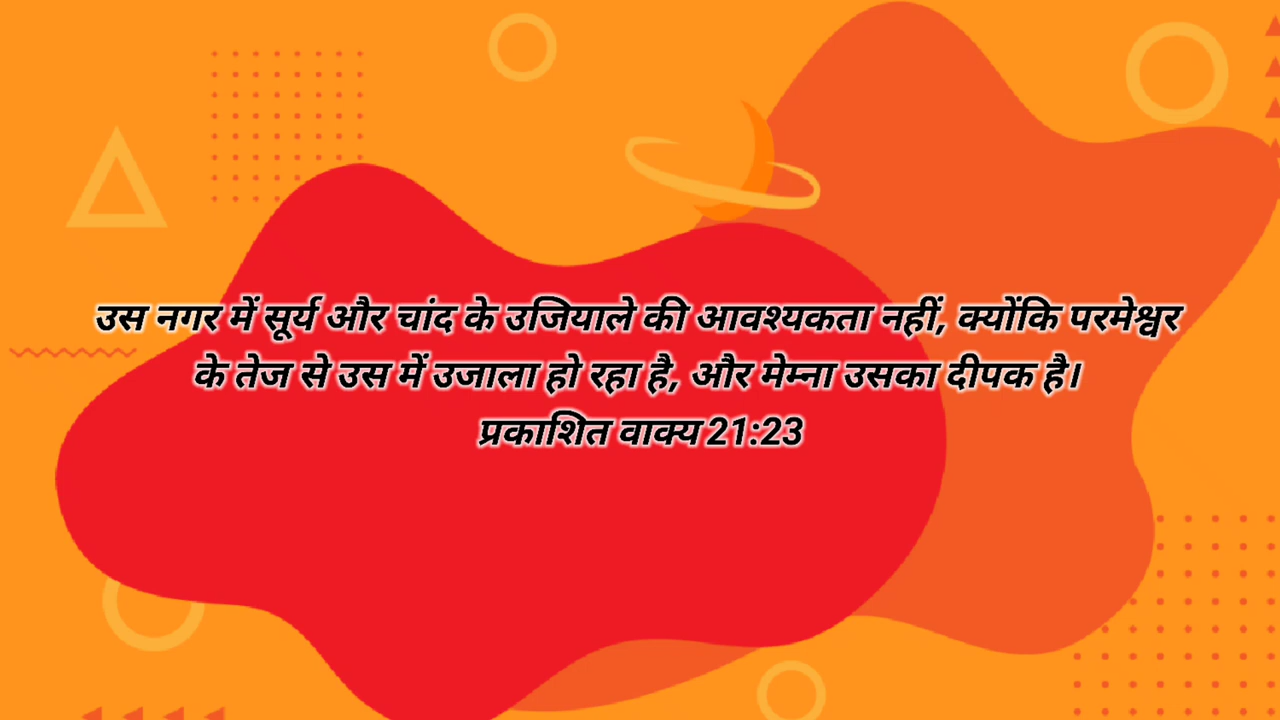 उस नगर में सूर्य और चांद के उजियाले की आवश्यकता नहीं, क्योंकि परमेश्वर
के तेज से उस में उजाला हो रहा है, और मेम्ना उसका दीपक है।
प्रकाशित वाक्य 21:23